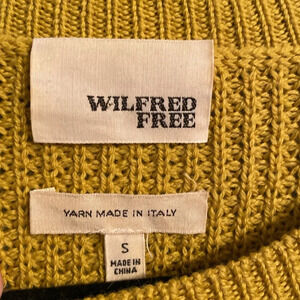 WILFRED
FREE
YARN MADE IN ITALY
S
MADE IN
CHINA